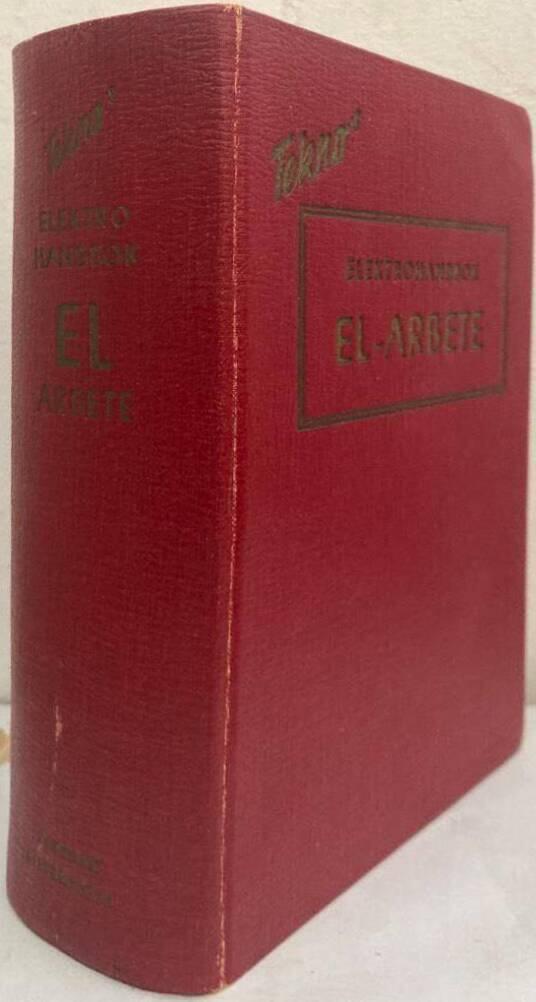 Tekno's
ELEKTRO
HANDBOK
EL
ARBETE
Tekno's
ELEKTROHANDBOK
EL-ARBETE